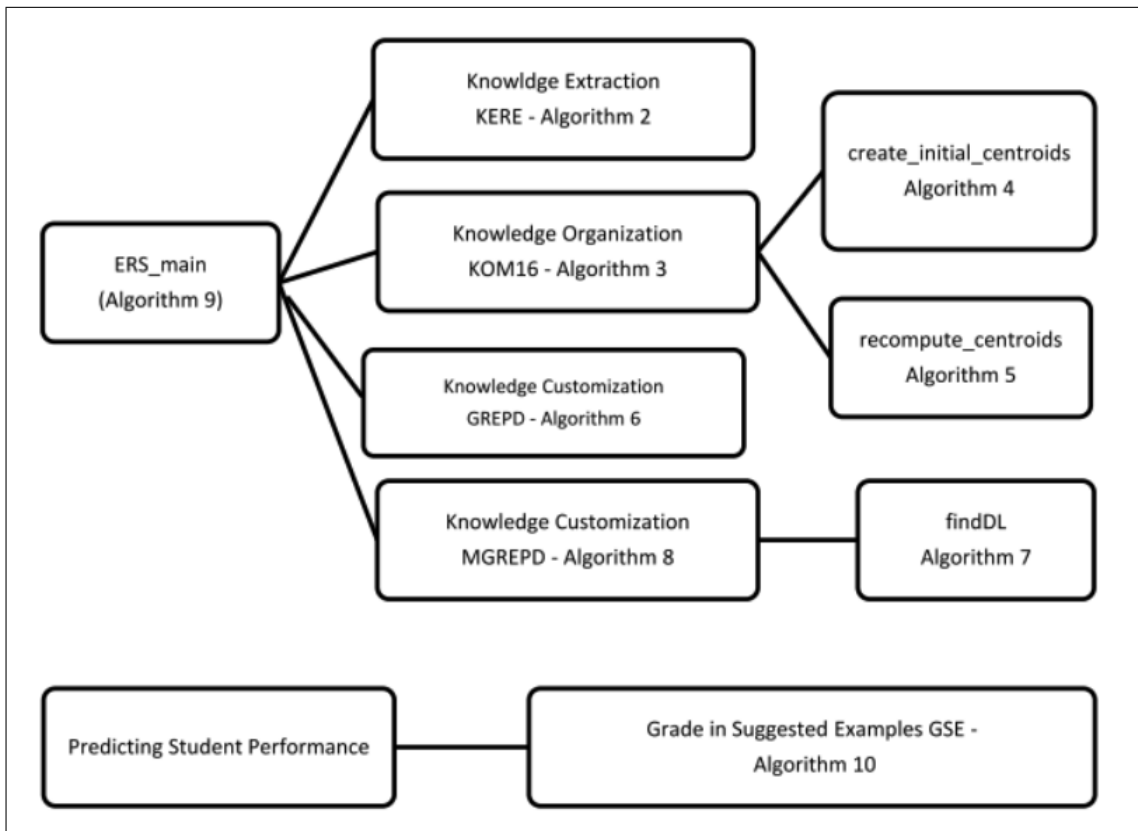 Knowldge Extraction
KERE - Algorithm 2
create_initial_centroids
Algorithm 4
Knowledge Organization
KOM16 - Algorithm 3
ERS_main
(Algorithm 9)
recompute_centroids
Algorithm 5
Knowledge Customization
GREPD - Algorithm 6
Knowledge Customization
MGREPD - Algorithm 8
findDL
Algorithm 7
Predicting Student Performance
Grade in Suggested Examples GSE -
Algorithm 10